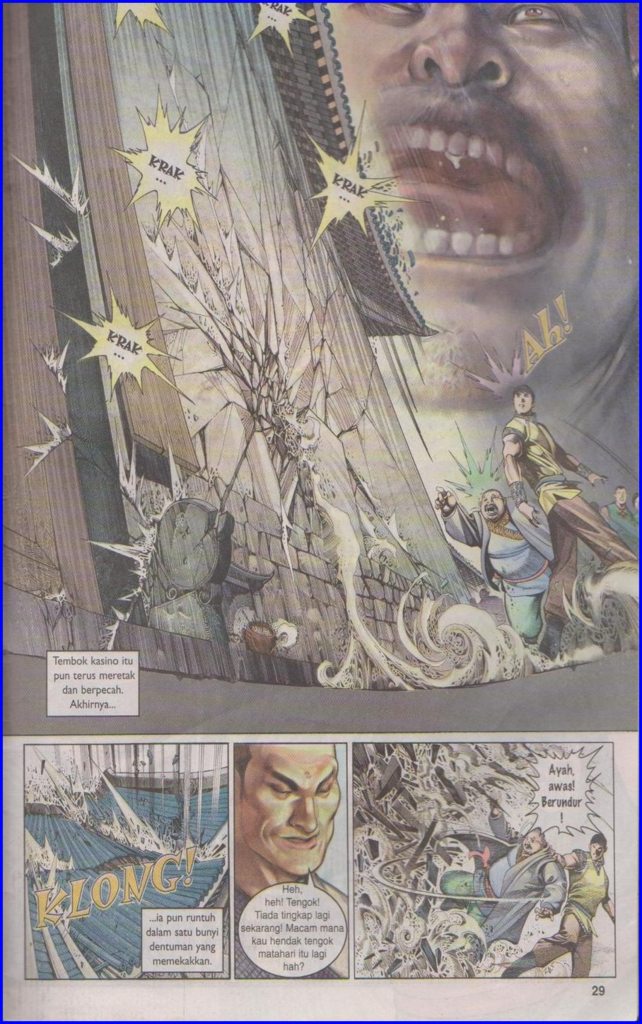 KRAK
...
KRAK
...
KRAK
...
KRAK
...
Ah!
Tembok kasino itu
pun terus meretak
dan berpecah.
Akhirnya...
KLONG!
...ia pun runtuh
dalam satu bunyi
dentuman yang
memekakkan.
Heh,
heh! Tengok!
Tiada tingkap lagi
sekarang! Macam mana
kau hendak tengok
matahari itu lagi
hah?
Ayah,
awas!
Berundur
!
29